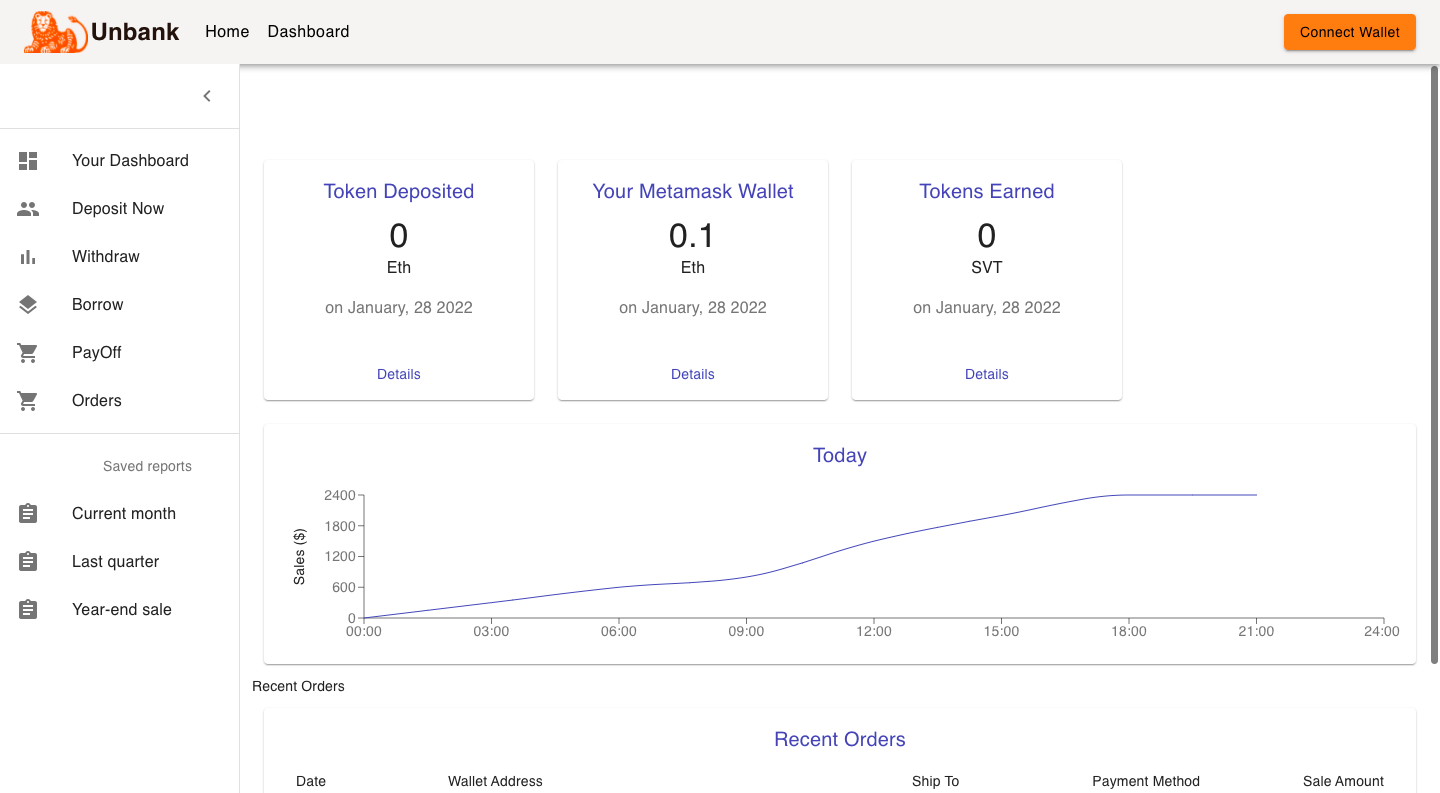 Unbank Home Dashboard Connect Wallet
Your Dashboard
Deposit Now
Withdraw
Borrow
PayOff
Orders
Saved reports
Current month
Last quarter
Year-end sale
Token Deposited
0
Eth
on January, 28 2022
Details
Your Metamask Wallet
0.1
Eth
on January, 28 2022
Details
Tokens Earned
0
SVT
on January, 28 2022
Details
Today
Sales ($)
2400
1800
1200
600
0
00:00 03:00 06:00 09:00 12:00 15:00 18:00 21:00 24:00
Recent Orders
Recent Orders
Date Wallet Address Ship To Payment Method Sale Amount